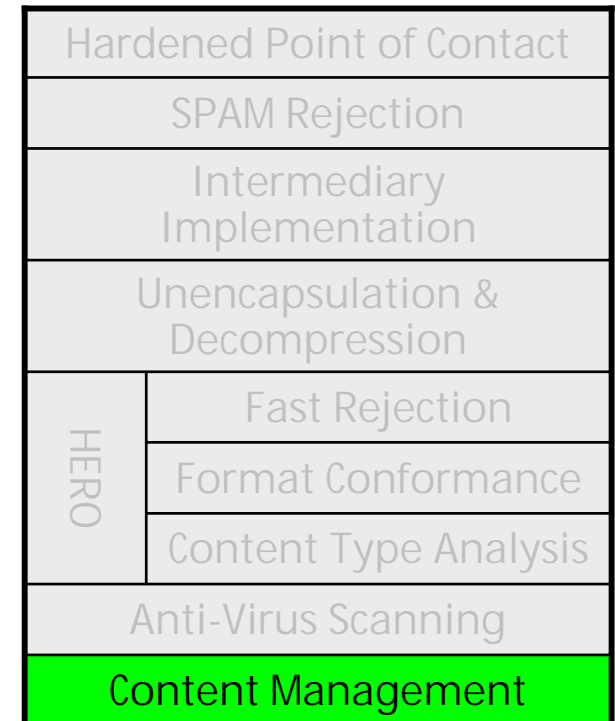 Hardened Point of Contact
SPAM Rejection
Intermediary
Implementation
Unencapsulation &
Decompression
HERO
Fast Rejection
Format Conformance
Content Type Analysis
Anti-Virus Scanning
Content Management